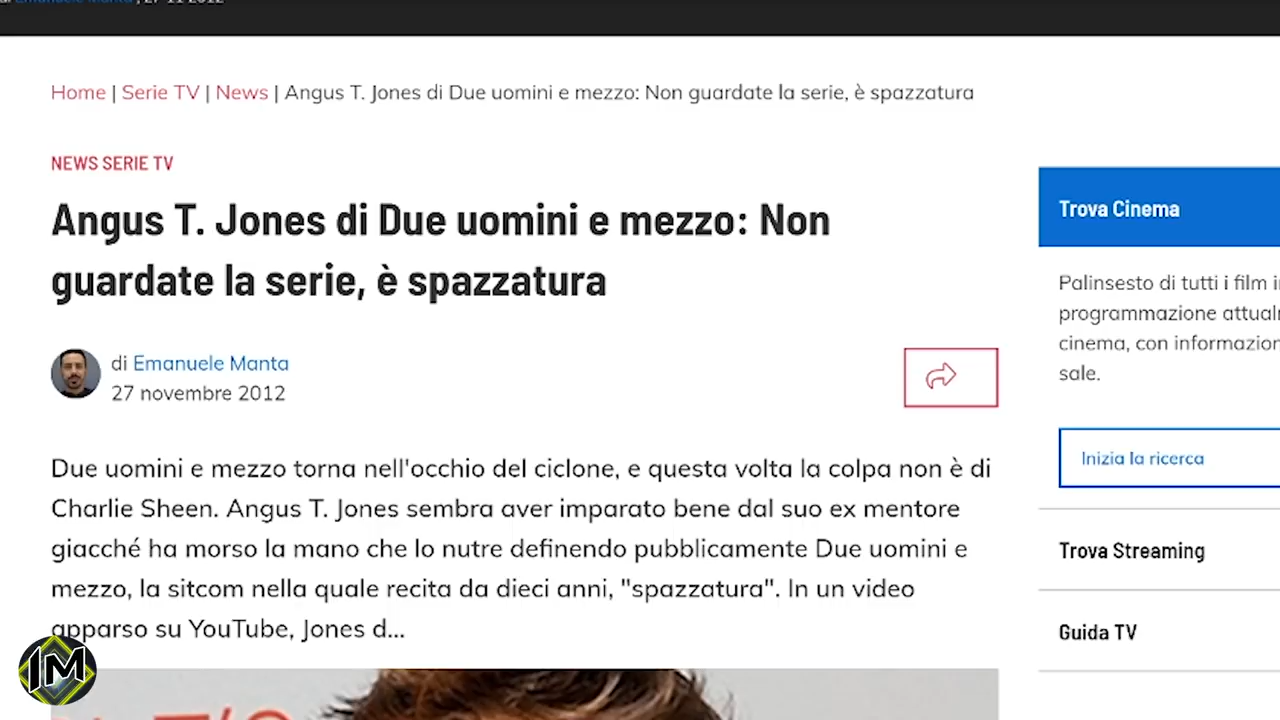 Home | Serie TV | News | Angus T. Jones di Due uomini e mezzo: Non guardate la serie, è spazzatura
NEWS SERIE TV
Angus T. Jones di Due uomini e mezzo: Non
guardate la serie, è spazzatura
di Emanuele Manta
27 novembre 2012
Due uomini e mezzo torna nell'occhio del ciclone, e questa volta la colpa non è di
Charlie Sheen. Angus T. Jones sembra aver imparato bene dal suo ex mentore
giacché ha morso la mano che lo nutre definendo pubblicamente Due uomini e
mezzo, la sitcom nella quale recita da dieci anni, "spazzatura". In un video
apparso su YouTube, Jones d...
Trova Cinema
Palinsesto di tutti i film
programmazione
cinema, con
sale.
Inizia la ricerca
Trova Streaming
Guida TV
IM